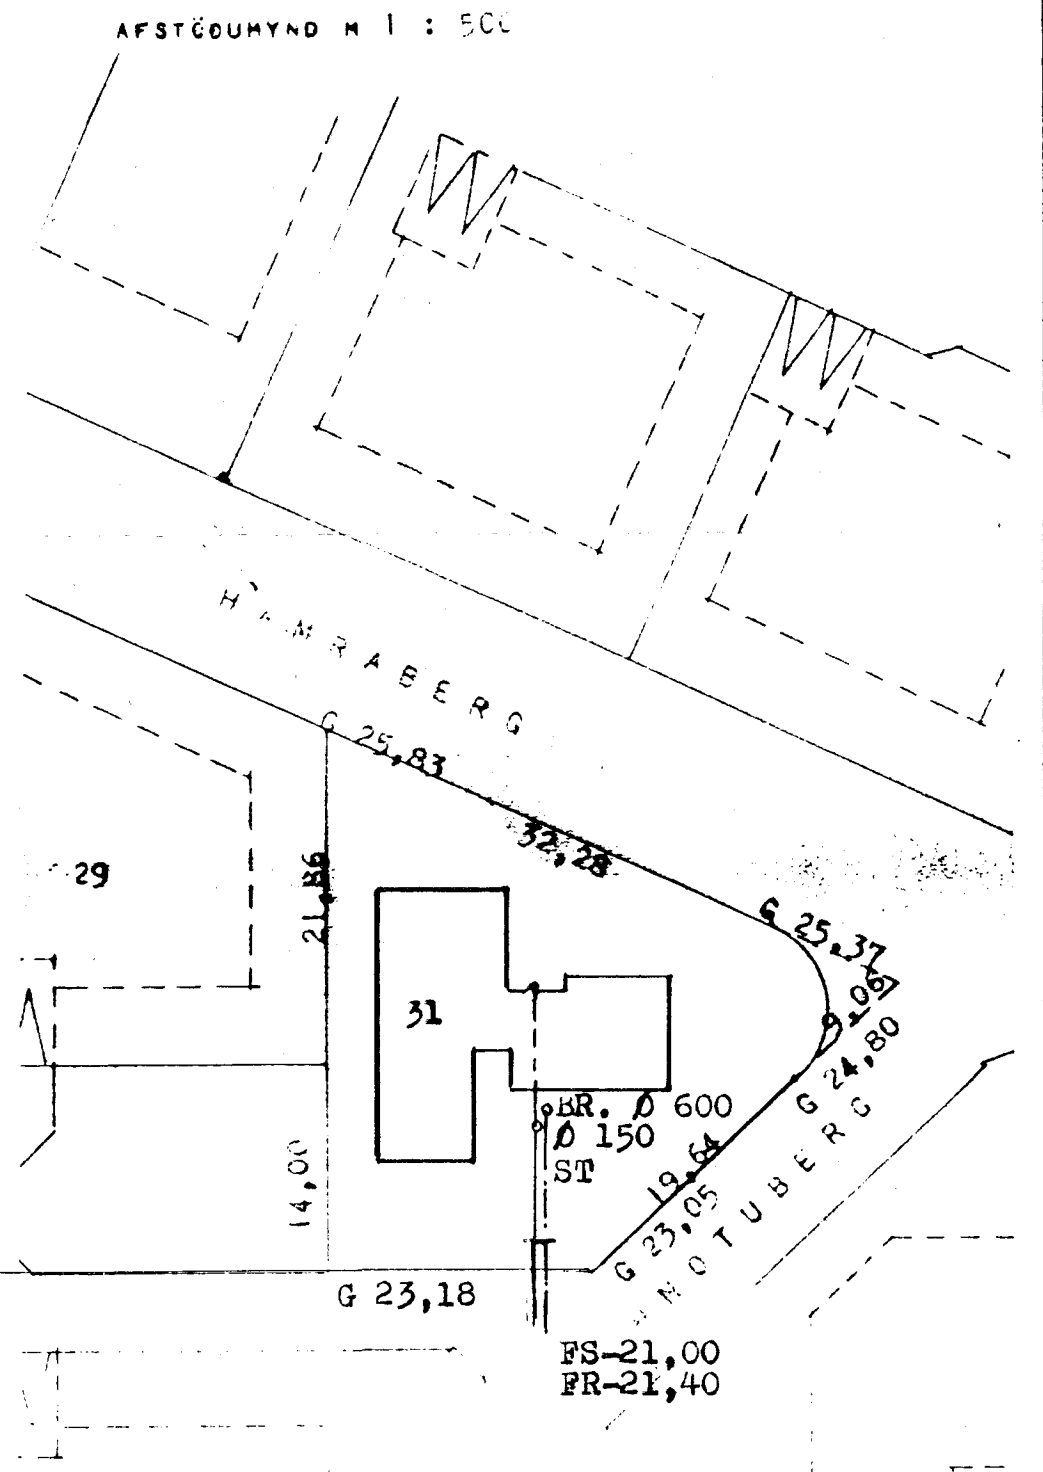 AFSTÖÐUMYND M 1 : 500
HAMRABERG
G 25,83
32,28
29
21,86
G 25,37
31
G 24,80
BR. Ø 600
Ø 150
ST
19,64
14,00
G 23,05
G 23,18
FS-21,00
FR-21,40